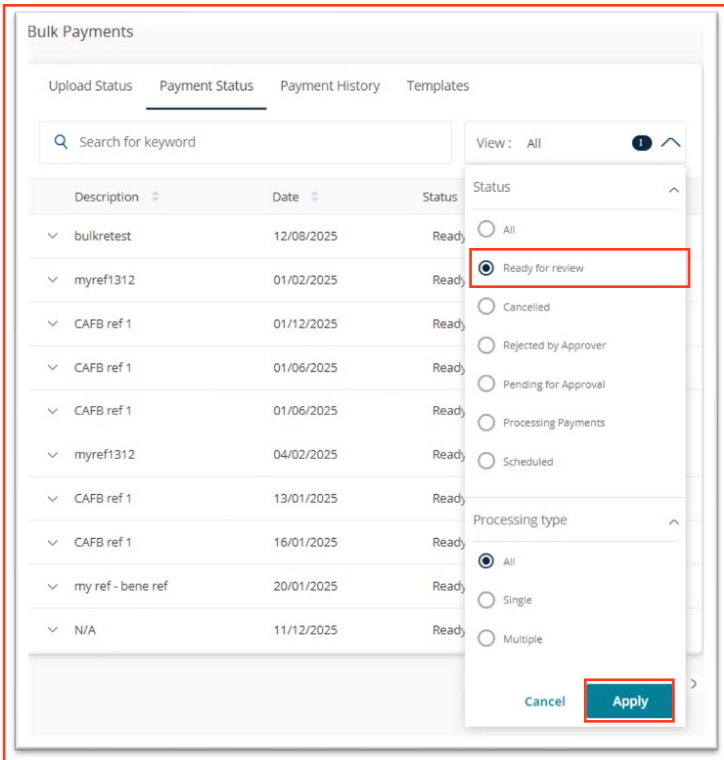 Bulk Payments
Upload Status Payment Status Payment History Templates
Search for keyword View : All 1
Description Date Status
bulkretest 12/08/2025 Ready
myref1312 01/02/2025 Ready
CAFB ref 1 01/12/2025 Ready
CAFB ref 1 01/06/2025 Ready
CAFB ref 1 01/06/2025 Ready
myref1312 04/02/2025 Ready
CAFB ref 1 13/01/2025 Ready
CAFB ref 1 16/01/2025 Ready
my ref - bene ref 20/01/2025 Ready
N/A 11/12/2025 Ready
Status
All
Ready for review
Cancelled
Rejected by Approver
Pending for Approval
Processing Payments
Scheduled
Processing type
All
Single
Multiple
Cancel Apply